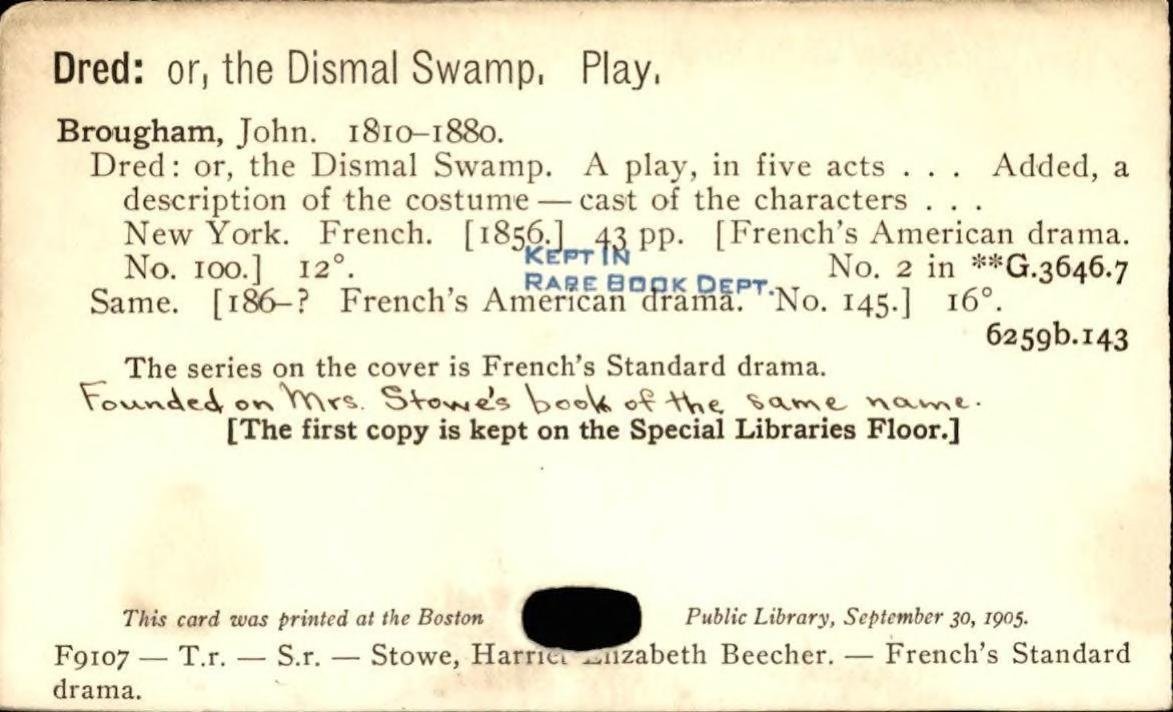 Dred: or, the Dismal Swamp. Play.
Brougham, John. 1810–1880.
Dred: or, the Dismal Swamp. A play, in five acts . . . Added, a
description of the costume — cast of the characters . . .
New York. French. [1856.] 43 pp. [French's American drama.
KEPT IN
No. 100.] 12°. No. 2 in **G.3646.7
RARE BOOK DEPT.
Same. [186–? French's American drama. No. 145.] 16°.
6259b.143
The series on the cover is French's Standard drama.
Founded on Mrs. Stowe's book of the same name.
[The first copy is kept on the Special Libraries Floor.]
This card was printed at the Boston Public Library, September 30, 1905.
F9107 — T.r. — S.r. — Stowe, Harriet Elizabeth Beecher. — French's Standard
drama.